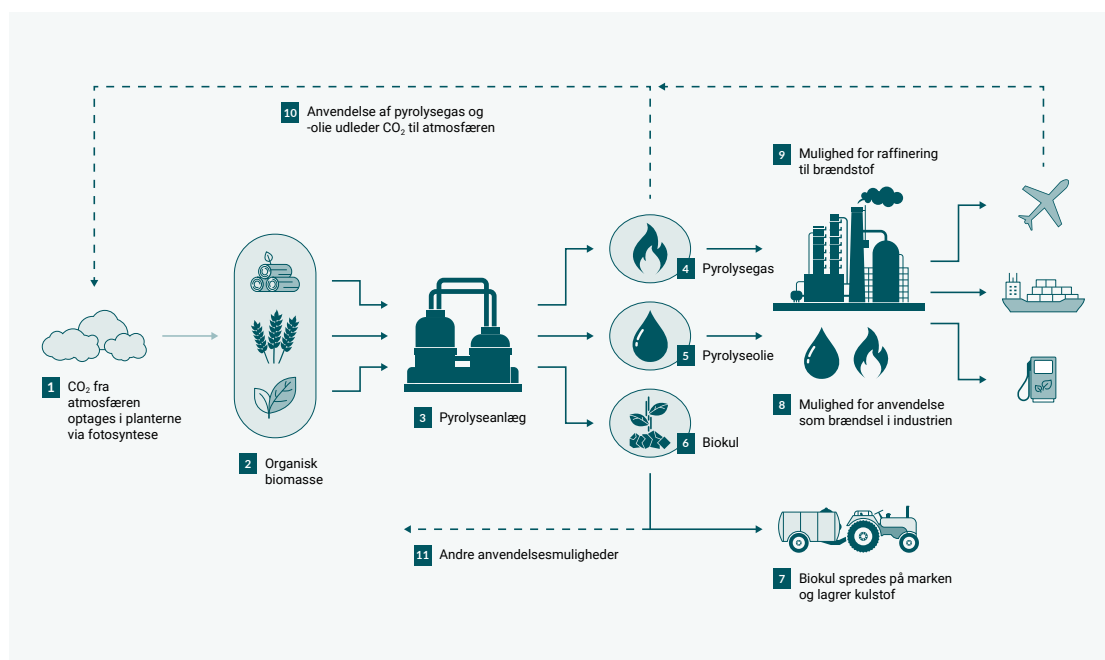 10 Anvendelse af pyrolysegas og
-olie udleder CO₂ til atmosfæren
9 Mulighed for raffinering
til brændstof
4 Pyrolysegas
5 Pyrolyseolie
1 CO₂ fra
atmosfæren
optages i planterne
via fotosyntese
3 Pyrolyseanlæg
8 Mulighed for anvendelse
som brændsel i industrien
6 Biokul
2 Organisk
biomasse
11 Andre anvendelsesmuligheder
7 Biokul spredes på marken
og lagrer kulstof